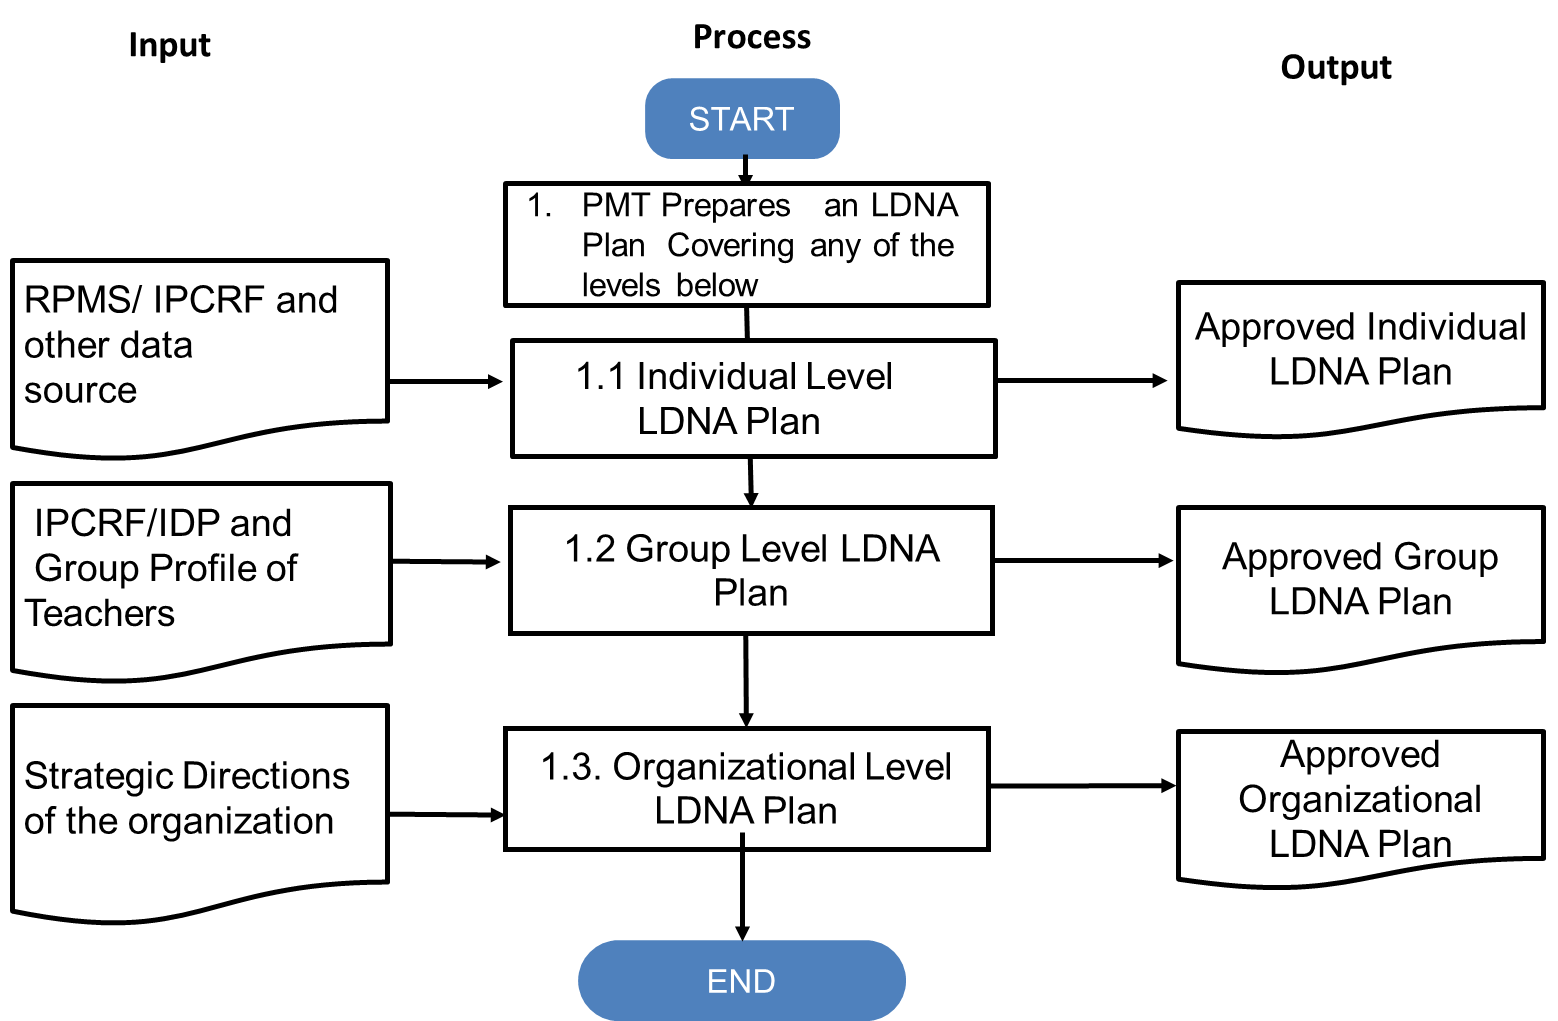 Input
Process
Output
START
1. PMT Prepares an LDNA
Plan Covering any of the
levels below
RPMS/ IPCRF and
other data
source
1.1 Individual Level
LDNA Plan
Approved Individual
LDNA Plan
IPCRF/IDP and
Group Profile of
Teachers
1.2 Group Level LDNA
Plan
Approved Group
LDNA Plan
Strategic Directions
of the organization
1.3. Organizational Level
LDNA Plan
Approved
Organizational
LDNA Plan
END